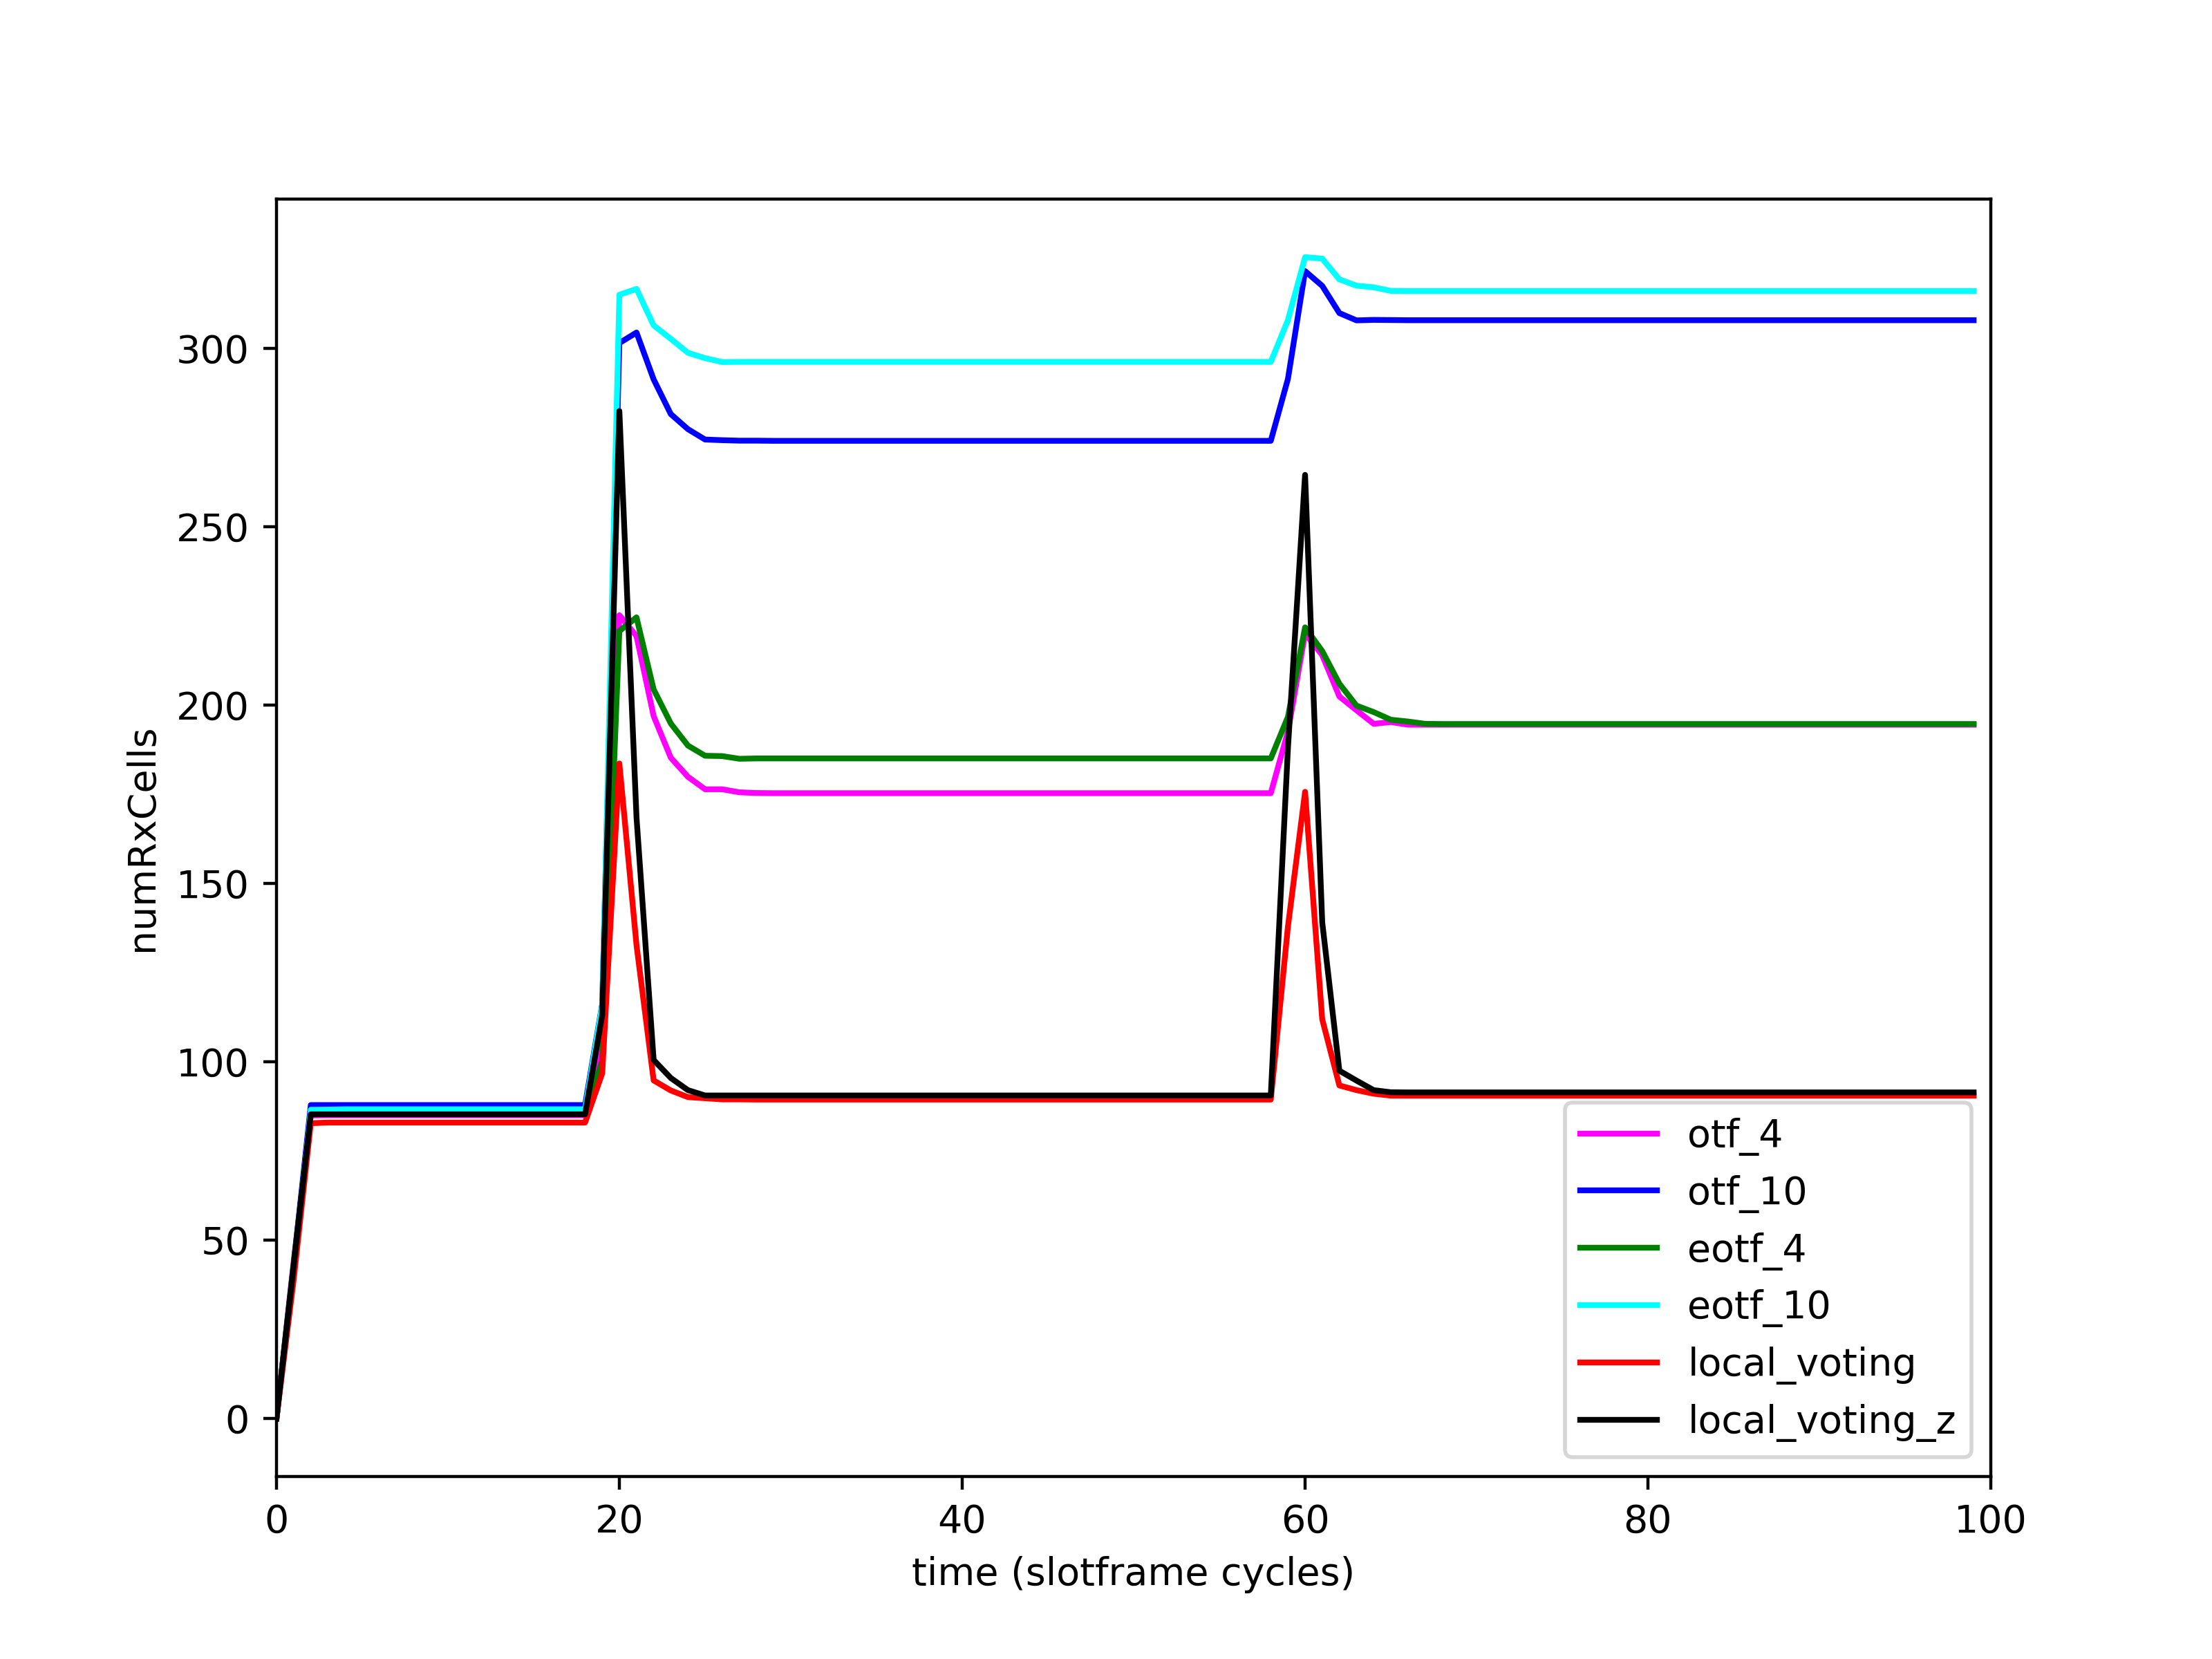 300
250
200
150
100
50
0
numRxCells
0 20 40 60 80 100
time (slotframe cycles)
otf_4
otf_10
eotf_4
eotf_10
local_voting
local_voting_z